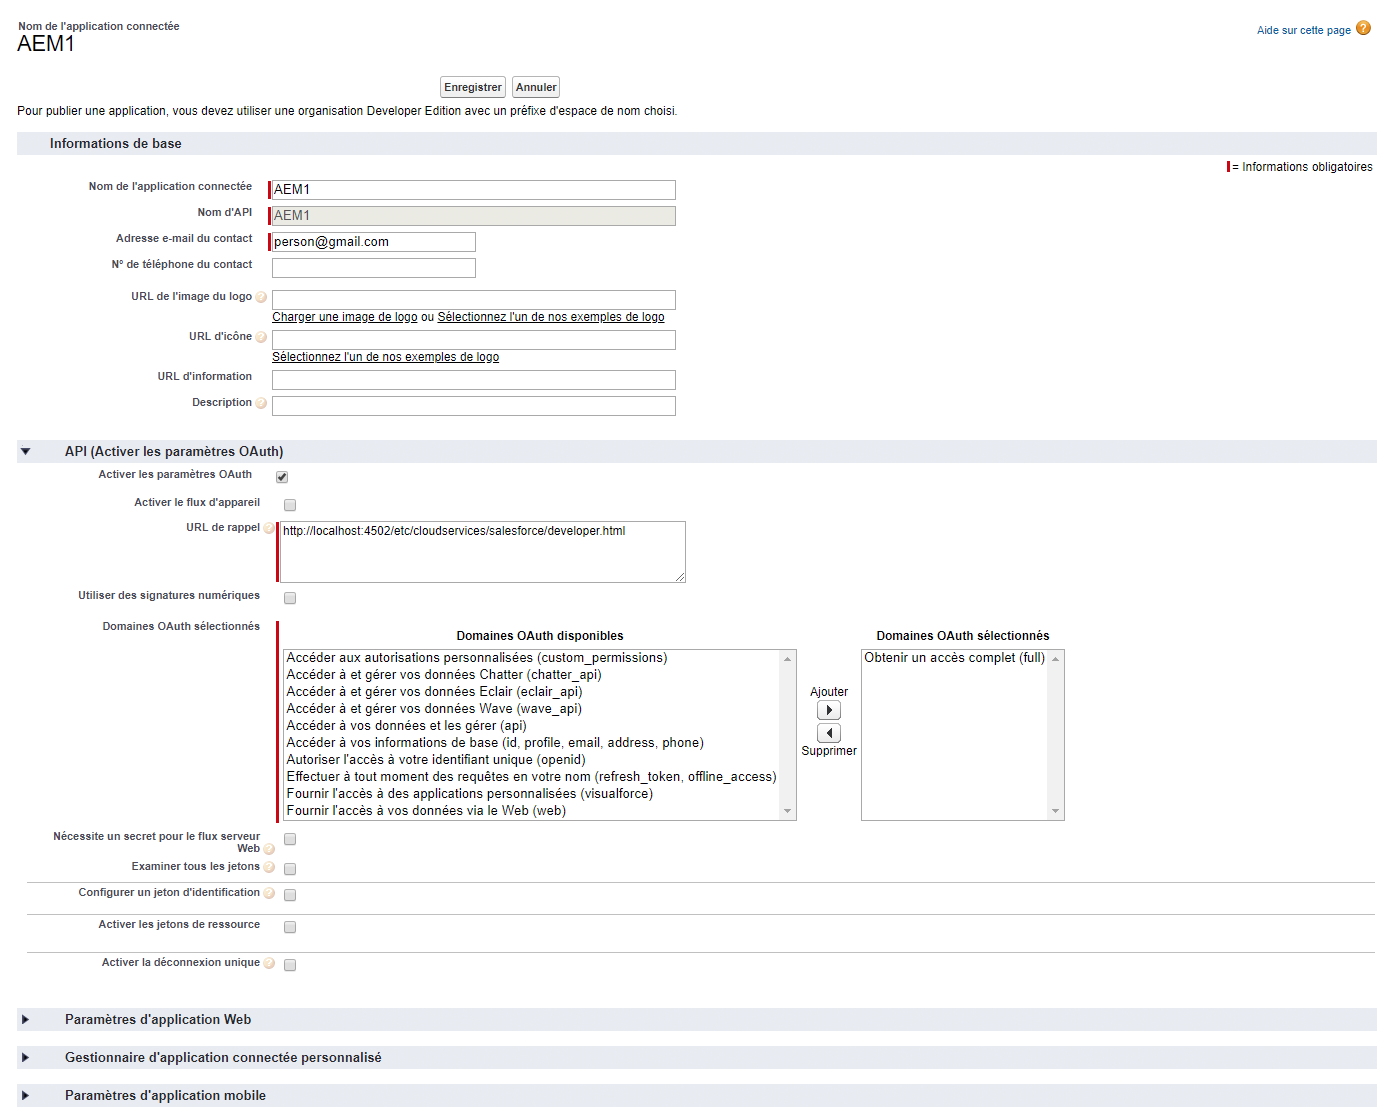 Nom de l'application connectée
AEM1
Aide sur cette page ?
Enregistrer Annuler
Pour publier une application, vous devez utiliser une organisation Developer Edition avec un préfixe d'espace de nom choisi.
Informations de base
= Informations obligatoires
Nom de l'application connectée AEM1
Nom d'API AEM1
Adresse e-mail du contact person@gmail.com
N° de téléphone du contact
URL de l'image du logo ?
Charger une image de logo ou Sélectionnez l'un de nos exemples de logo
URL d'icône ?
Sélectionnez l'un de nos exemples de logo
URL d'information
Description ?
API (Activer les paramètres OAuth)
Activer les paramètres OAuth
Activer le flux d'appareil
URL de rappel ? http://localhost:4502/etc/cloudservices/salesforce/developer.html
Utiliser des signatures numériques
Domaines OAuth sélectionnés
Domaines OAuth disponibles
Accéder aux autorisations personnalisées (custom_permissions)
Accéder à et gérer vos données Chatter (chatter_api)
Accéder à et gérer vos données Eclair (eclair_api)
Accéder à et gérer vos données Wave (wave_api)
Accéder à vos données et les gérer (api)
Accéder à vos informations de base (id, profile, email, address, phone)
Autoriser l'accès à votre identifiant unique (openid)
Effectuer à tout moment des requêtes en votre nom (refresh_token, offline_access)
Fournir l'accès à des applications personnalisées (visualforce)
Fournir l'accès à vos données via le Web (web)
Ajouter
Supprimer
Domaines OAuth sélectionnés
Obtenir un accès complet (full)
Nécessite un secret pour le flux serveur
Web ?
Examiner tous les jetons ?
Configurer un jeton d'identification ?
Activer les jetons de ressource
Activer la déconnexion unique ?
Paramètres d'application Web
Gestionnaire d'application connectée personnalisé
Paramètres d'application mobile